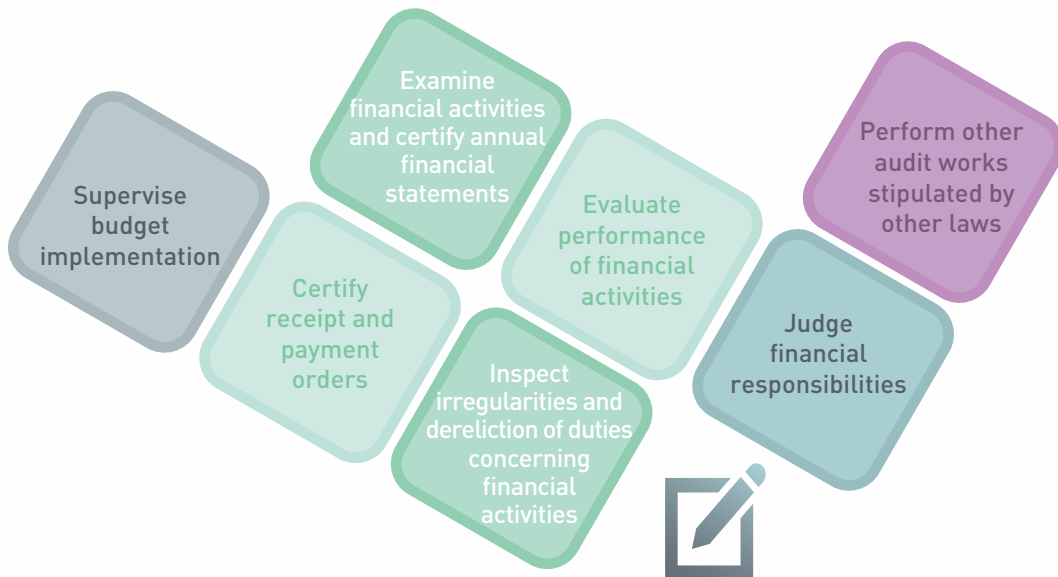 Supervise
budget
implementation
Certify
receipt and
payment
orders
Examine
financial activities
and certify annual
financial
statements
Inspect
irregularities and
dereliction of duties
concerning
financial
activities
Evaluate
performance
of financial
activities
Judge
financial
responsibilities
Perform other
audit works
stipulated by
other laws